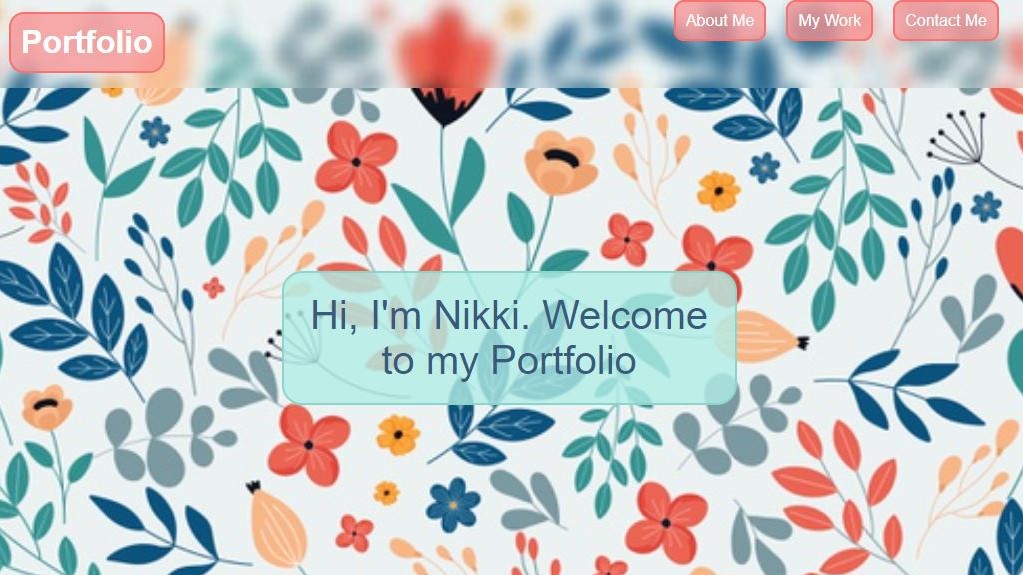 Portfolio
About Me
My Work
Contact Me
Hi, I'm Nikki. Welcome
to my Portfolio